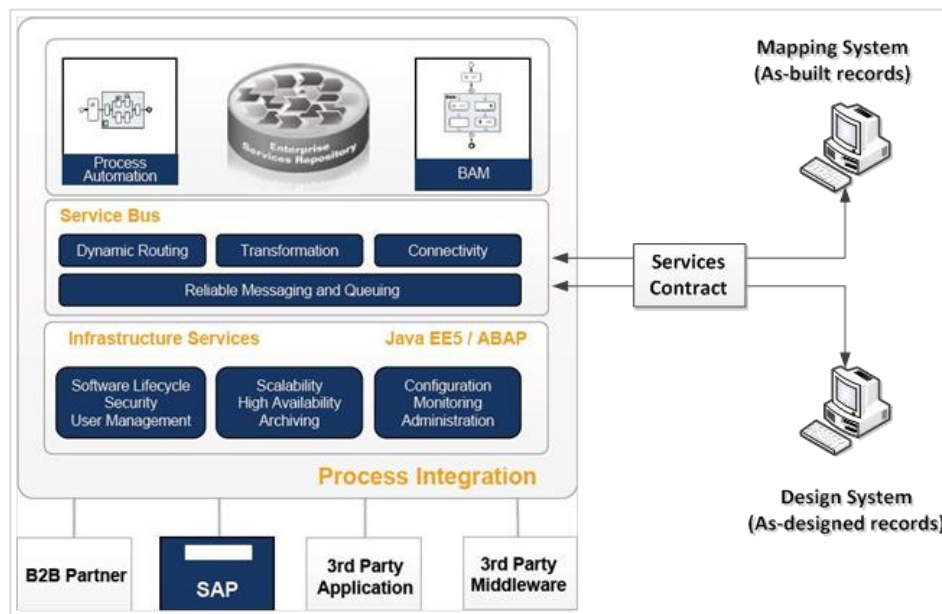 Process
Automation
Enterprise
Services Repository
BAM
Service Bus
Dynamic Routing
Transformation
Connectivity
Reliable Messaging and Queuing
Infrastructure Services
Java EE5 / ABAP
Software Lifecycle
Security
User Management
Scalability
High Availability
Archiving
Configuration
Monitoring
Administration
Process Integration
B2B Partner
SAP
3rd Party
Application
3rd Party
Middleware
Services
Contract
Mapping System
(As-built records)
Design System
(As-designed records)